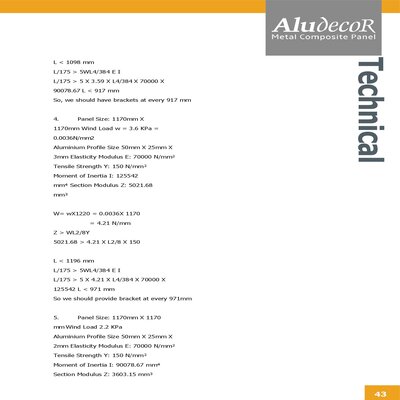 AludecoR
Metal Composite Panel
Technical
L < 1098 mm
L/175 > 5WL4/384 E I
L/175 > 5 X 3.59 X L4/384 X 70000 X
90078.67 L < 917 mm
So, we should have brackets at every 917 mm
4. Panel Size: 1170mm X
1170mm Wind Load w = 3.6 KPa =
0.0036N/mm2
Aluminium Profile Size 50mm X 25mm X
3mm Elasticity Modulus E: 70000 N/mm²
Tensile Strength Y: 150 N/mm²
Moment of Inertia I: 125542
mm⁴ Section Modulus Z: 5021.68
mm³
W= wX1220 = 0.0036X 1170
= 4.21 N/mm
Z > WL2/8Y
5021.68 > 4.21 X L2/8 X 150
L < 1196 mm
L/175 > 5WL4/384 E I
L/175 > 5 X 4.21 X L4/384 X 70000 X
125542 L < 971 mm
So we should provide bracket at every 971mm
5. Panel Size: 1170mm X 1170
mm Wind Load 2.2 KPa
Aluminium Profile Size 50mm X 25mm X
2mm Elasticity Modulus E: 70000 N/mm²
Tensile Strength Y: 150 N/mm²
Moment of Inertia I: 90078.67 mm⁴
Section Modulus Z: 3603.15 mm³
43